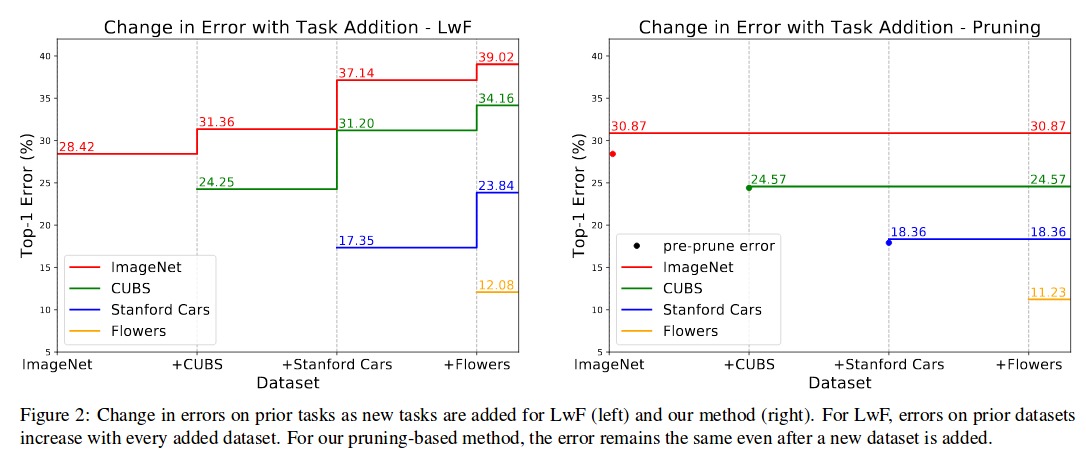 Change in Error with Task Addition - LwF
40
35
30
25
20
15
10
5
Top-1 Error (%)
28.42
31.36
37.14
39.02
24.25
31.20
34.16
17.35
23.84
12.08
ImageNet
CUBS
Stanford Cars
Flowers
ImageNet
+CUBS
+Stanford Cars
+Flowers
Dataset
Change in Error with Task Addition - Pruning
40
35
30
25
20
15
10
5
Top-1 Error (%)
30.87
30.87
24.57
24.57
18.36
18.36
11.23
pre-prune error
ImageNet
CUBS
Stanford Cars
Flowers
ImageNet
+CUBS
+Stanford Cars
+Flowers
Dataset
Figure 2: Change in errors on prior tasks as new tasks are added for LwF (left) and our method (right). For LwF, errors on prior datasets
increase with every added dataset. For our pruning-based method, the error remains the same even after a new dataset is added.